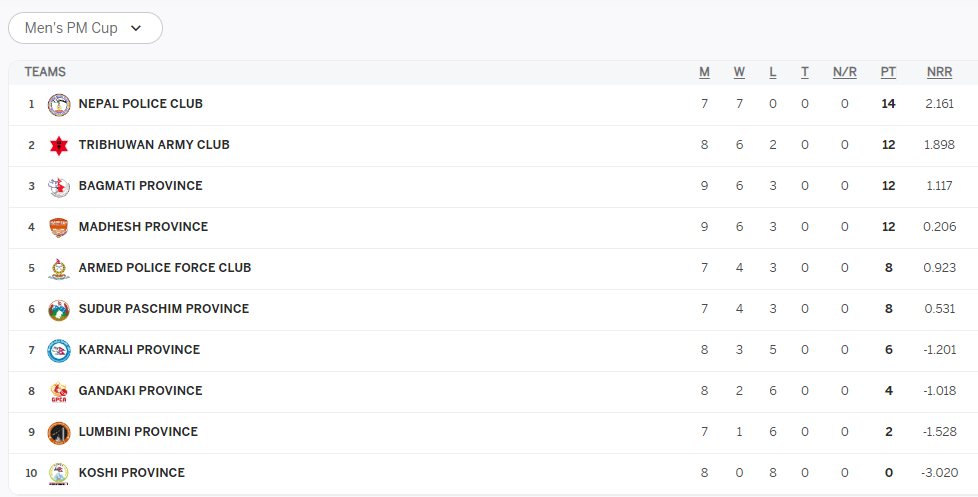 Men's PM Cup
TEAMS M W L T N/R PT NRR
1 NEPAL POLICE CLUB 7 7 0 0 0 14 2.161
2 TRIBHUWAN ARMY CLUB 8 6 2 0 0 12 1.898
3 BAGMATI PROVINCE 9 6 3 0 0 12 1.117
4 MADHESH PROVINCE 9 6 3 0 0 12 0.206
5 ARMED POLICE FORCE CLUB 7 4 3 0 0 8 0.923
6 SUDUR PASCHIM PROVINCE 7 4 3 0 0 8 0.531
7 KARNALI PROVINCE 8 3 5 0 0 6 -1.201
8 GANDAKI PROVINCE 8 2 6 0 0 4 -1.018
9 LUMBINI PROVINCE 7 1 6 0 0 2 -1.528
10 KOSHI PROVINCE 8 0 8 0 0 0 -3.020